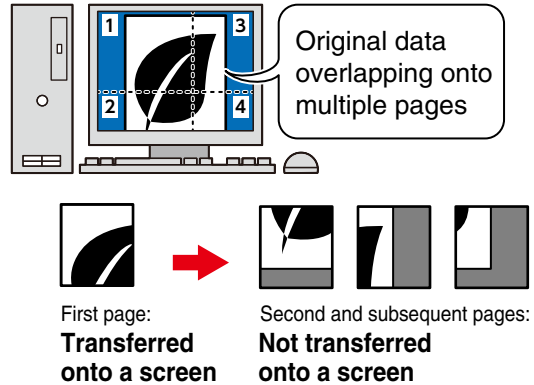 1
3
2
4
Original data
overlapping onto
multiple pages
First page:
Transferred
onto a screen
Second and subsequent pages:
Not transferred
onto a screen